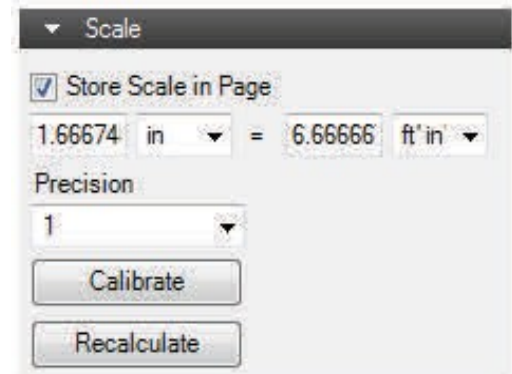 Scale
Store Scale in Page
1.66674 in = 6.66666 ft' in"
Precision
1
Calibrate
Recalculate